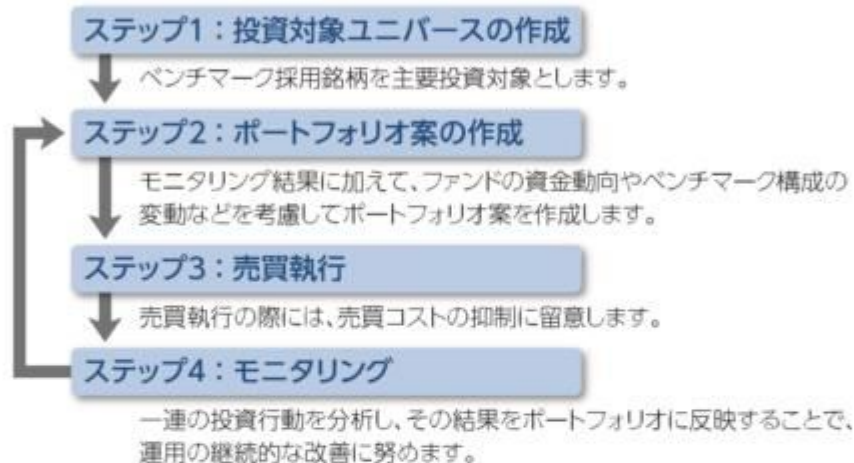 ステップ1：投資対象ユニバースの作成
ベンチマーク採用銘柄を主要投資対象とします。
ステップ2：ポートフォリオ案の作成
モニタリング結果に加えて、ファンドの資金動向やベンチマーク構成の
変動などを考慮してポートフォリオ案を作成します。
ステップ3：売買執行
売買執行の際には、売買コストの抑制に留意します。
ステップ4：モニタリング
一連の投資行動を分析し、その結果をポートフォリオに反映することで、
運用の継続的な改善に努めます。